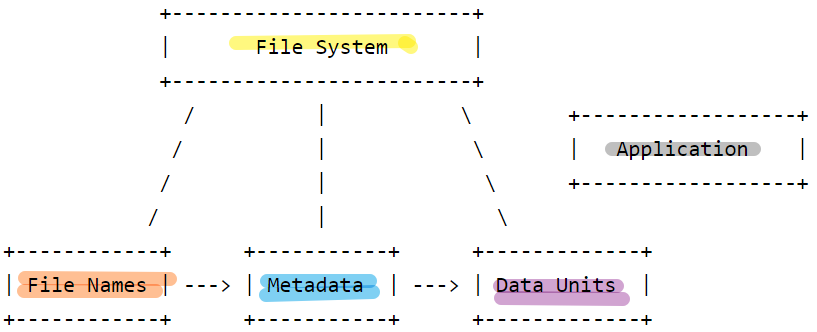 File System
Application
File Names ---> Metadata ---> Data Units